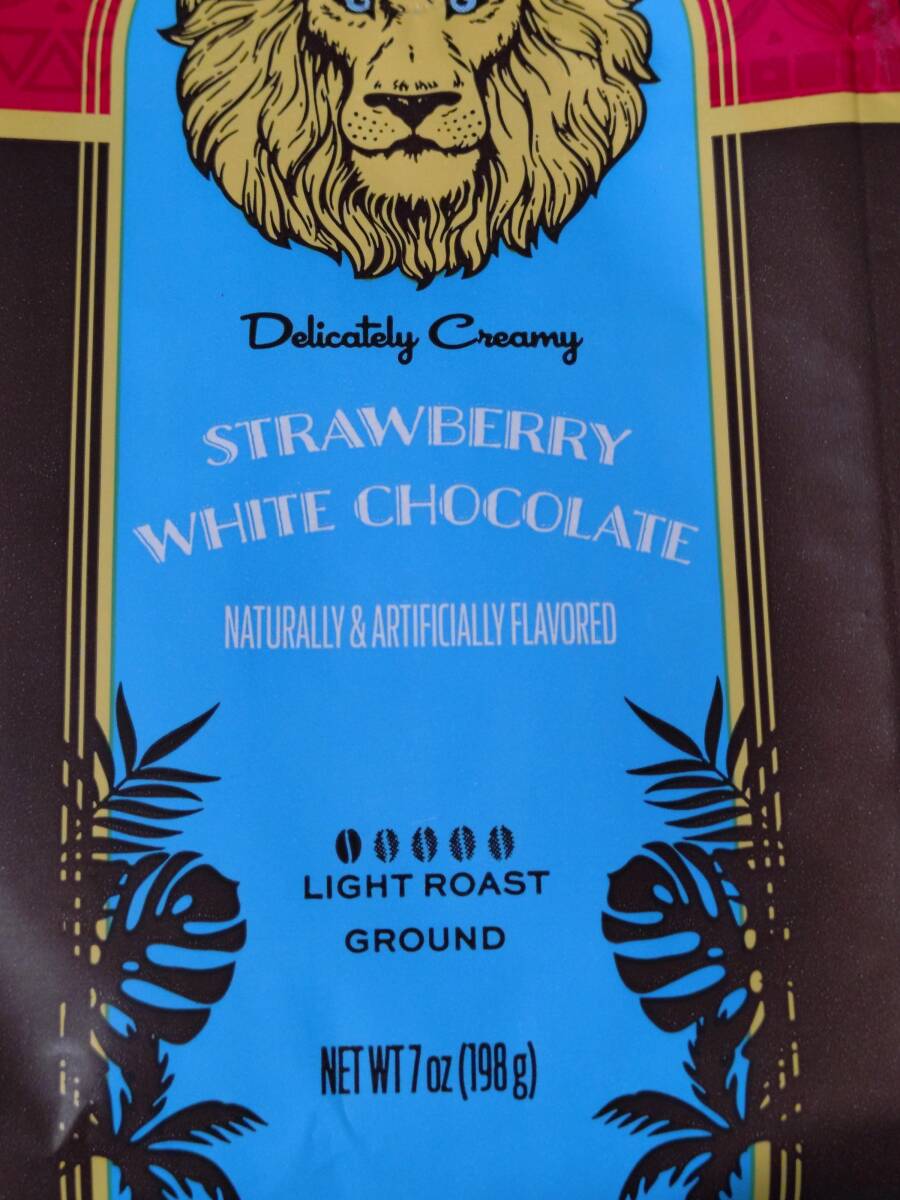 Delicately Creamy
STRAWBERRY
WHITE CHOCOLATE
NATURALLY & ARTIFICIALLY FLAVORED
LIGHT ROAST
GROUND
NET WT 7 oz (198 g)